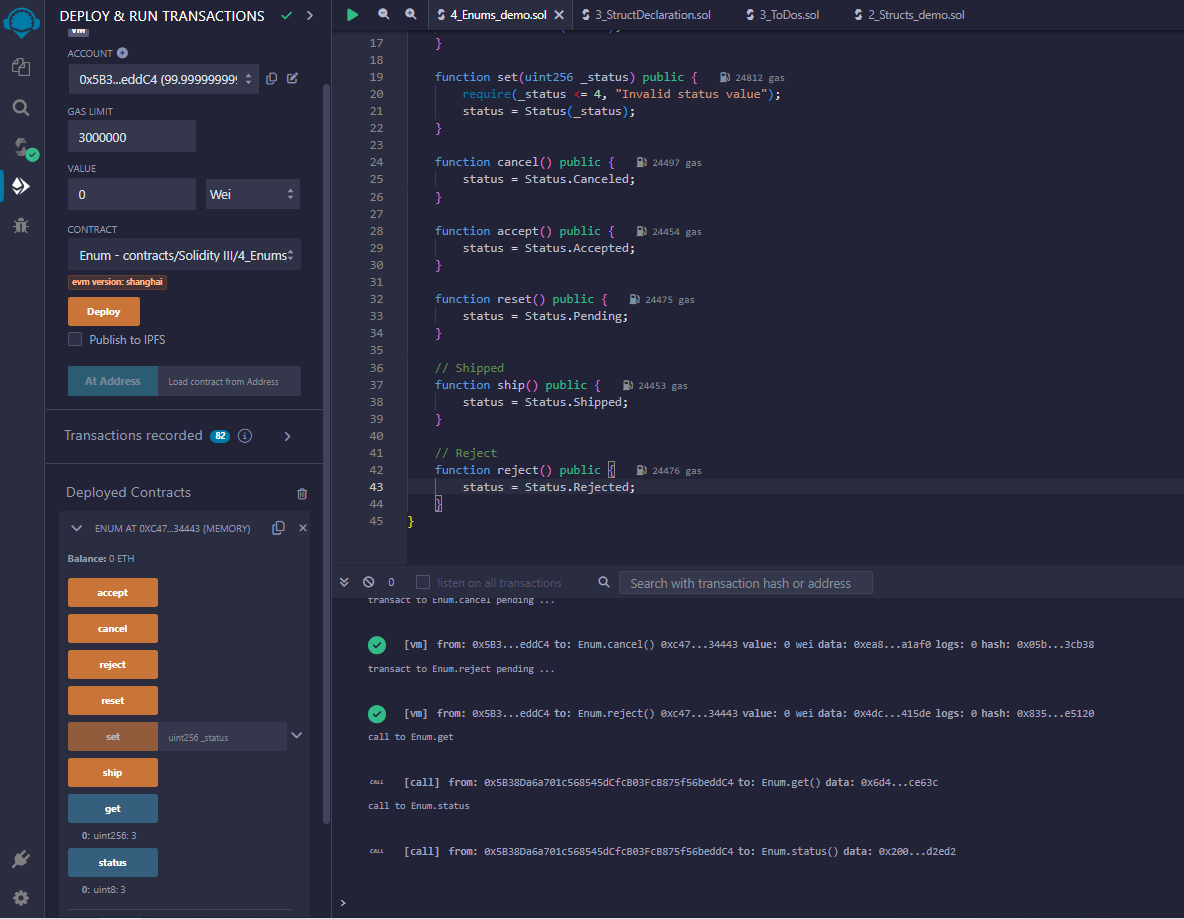 DEPLOY & RUN TRANSACTIONS
VM
ACCOUNT
0x5B3...eddC4 (99.9999999999
GAS LIMIT
3000000
VALUE
0
Wei
CONTRACT
Enum - contracts/Solidity III/4_Enums
evm version: shanghai
Deploy
Publish to IPFS
At Address
Load contract from Address
Transactions recorded 82
Deployed Contracts
ENUM AT 0XC47...34443 (MEMORY)
Balance: 0 ETH
accept
cancel
reject
reset
set uint256 _status
ship
get
0: uint256: 3
status
0: uint8: 3
4_Enums_demo.sol
3_StructDeclaration.sol
3_ToDos.sol
2_Structs_demo.sol
17 }
18
19 function set(uint256 _status) public { 24812 gas
20 require(_status <= 4, "Invalid status value");
21 status = Status(_status);
22 }
23
24 function cancel() public { 24497 gas
25 status = Status.Canceled;
26 }
27
28 function accept() public { 24454 gas
29 status = Status.Accepted;
30 }
31
32 function reset() public { 24475 gas
33 status = Status.Pending;
34 }
35
36 // Shipped
37 function ship() public { 24453 gas
38 status = Status.Shipped;
39 }
40
41 // Reject
42 function reject() public { 24476 gas
43 status = Status.Rejected;
44 }
45 }
0
listen on all transactions
Search with transaction hash or address
transact to Enum.cancel pending ...
[vm] from: 0x5B3...eddC4 to: Enum.cancel() 0xc47...34443 value: 0 wei data: 0xea8...a1af0 logs: 0 hash: 0x05b...3cb38
transact to Enum.reject pending ...
[vm] from: 0x5B3...eddC4 to: Enum.reject() 0xc47...34443 value: 0 wei data: 0x4dc...415de logs: 0 hash: 0x835...e5120
call to Enum.get
CALL [call] from: 0x5B38Da6a701c568545dCfcB03FcB875f56beddC4 to: Enum.get() data: 0x6d4...ce63c
call to Enum.status
CALL [call] from: 0x5B38Da6a701c568545dCfcB03FcB875f56beddC4 to: Enum.status() data: 0x200...d2ed2
>